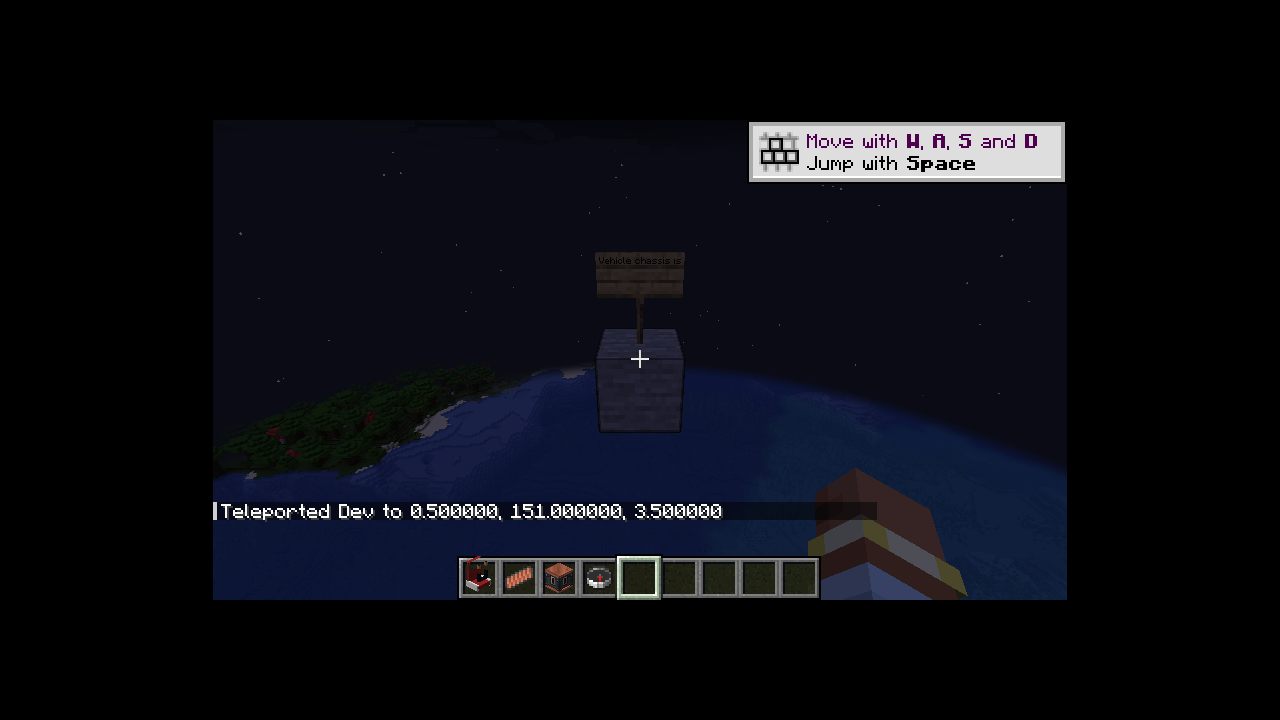 Move with W, A, S and D
Jump with Space
Vehicle chassis is
Teleported Dev to 0.500000, 151.000000, 3.500000